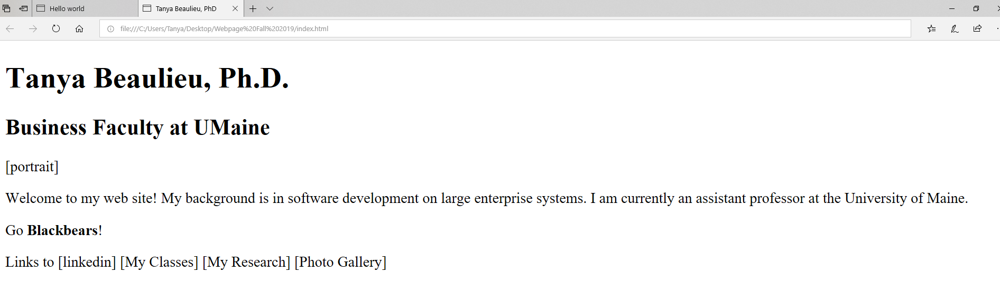 Hello world
Tanya Beaulieu, PhD
file:///C:/Users/Tanya/Desktop/Webpage%20Fall%202019/index.html
Tanya Beaulieu, Ph.D.
Business Faculty at UMaine
[portrait]
Welcome to my web site! My background is in software development on large enterprise systems. I am currently an assistant professor at the University of Maine.
Go Blackbears!
Links to [linkedin] [My Classes] [My Research] [Photo Gallery]